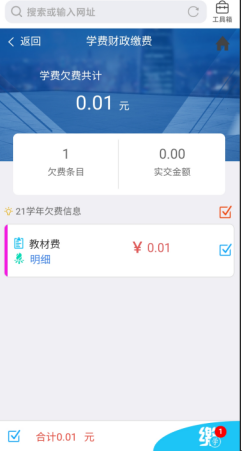 搜索或输入网址
工具箱
返回 学费财政缴费
学费欠费共计
0.01 元
1 0.00
欠费条目 实交金额
21学年欠费信息
教材费 ¥ 0.01
明细
合计0.01 元
缴 1